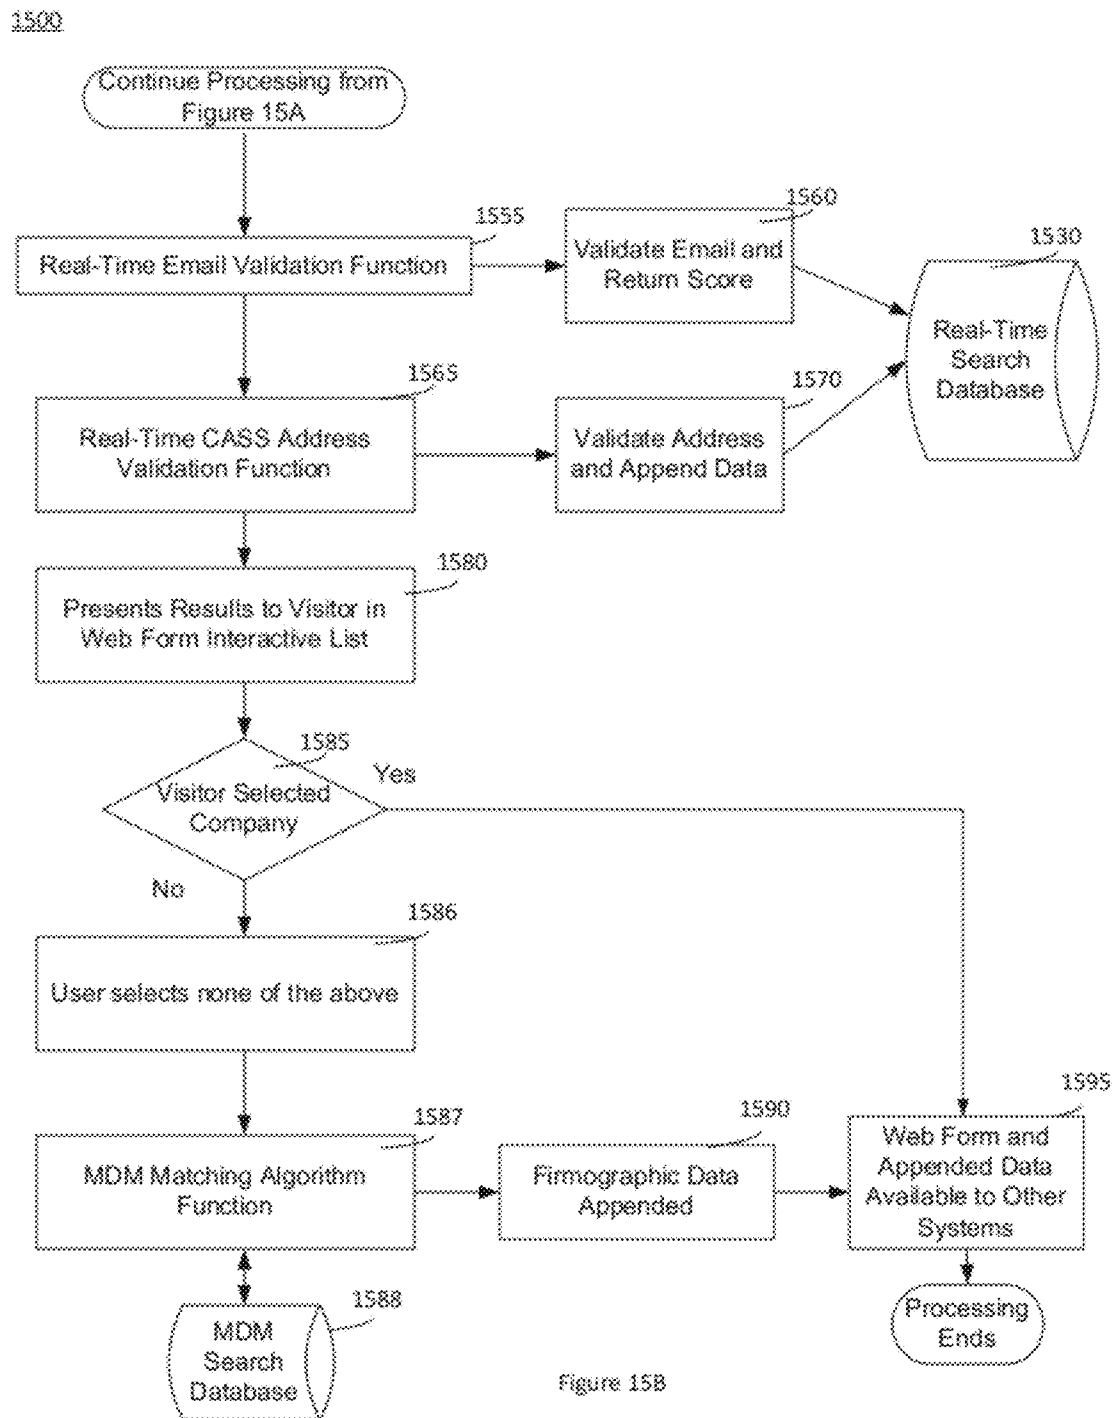 1500
Continue Processing from
Figure 15A
1555
Real-Time Email Validation Function
1560
Validate Email and
Return Score
1530
Real-Time
Search
Database
1565
Real-Time CASS Address
Validation Function
1570
Validate Address
and Append Data
1580
Presents Results to Visitor in
Web Form Interactive List
1585
Visitor Selected
Company
Yes
No
1586
User selects none of the above
1587
MDM Matching Algorithm
Function
1590
Firmographic Data
Appended
1595
Web Form and
Appended Data
Available to Other
Systems
1588
MDM
Search
Database
Processing
Ends
Figure 15B